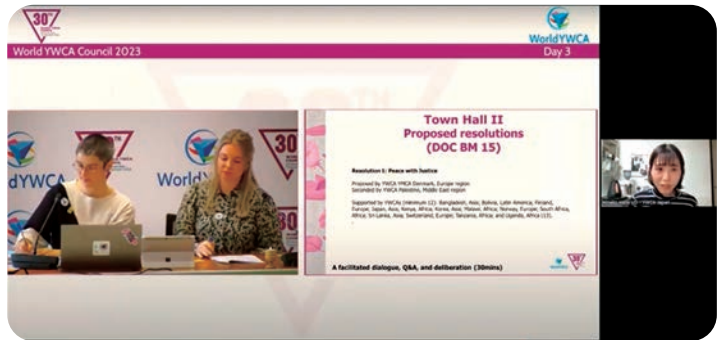 30TH
WorldYWCA
World YWCA Council 2023
Day 3
dYWCA
World
30
Town Hall II
Proposed resolutions
(DOC BM 15)
Resolution I: Peace with Justice
Proposed by YWCA YMCA Denmark, Europe region
Seconded by YWCA Palestine, Middle East region
Supported by YWCAs (minimum 12): Bangladesh, Asia, Bolivia, Latin America; Finland,
Europe; Japan, Asia; Kenya, Africa; Korea, Asia; Malawi, Africa; Norway, Europe; South Africa,
Africa; Sri Lanka, Asia; Switzerland, Europe; Tanzania, Africa; and Uganda, Africa (13).
A facilitated dialogue, Q&A, and deliberation (30mins)